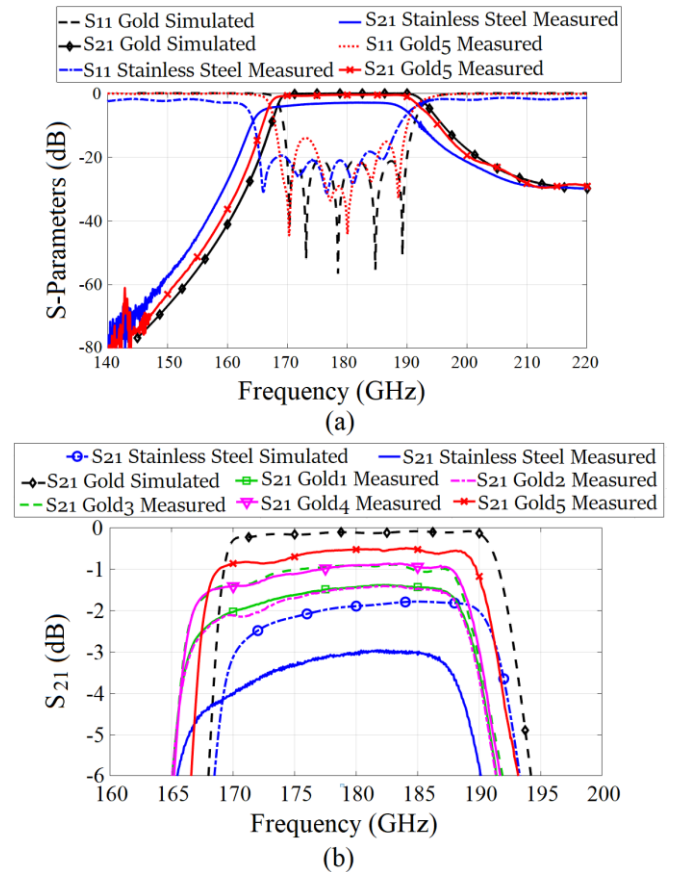 S11 Gold Simulated
S21 Stainless Steel Measured
S21 Gold Simulated
S11 Gold5 Measured
S11 Stainless Steel Measured
S21 Gold5 Measured
S-Parameters (dB)
0
-20
-40
-60
-80
140 150 160 170 180 190 200 210 220
Frequency (GHz)
(a)
S21 Stainless Steel Simulated
S21 Stainless Steel Measured
S21 Gold Simulated
S21 Gold1 Measured
S21 Gold2 Measured
S21 Gold3 Measured
S21 Gold4 Measured
S21 Gold5 Measured
S21 (dB)
0
-1
-2
-3
-4
-5
-6
160 165 170 175 180 185 190 195 200
Frequency (GHz)
(b)